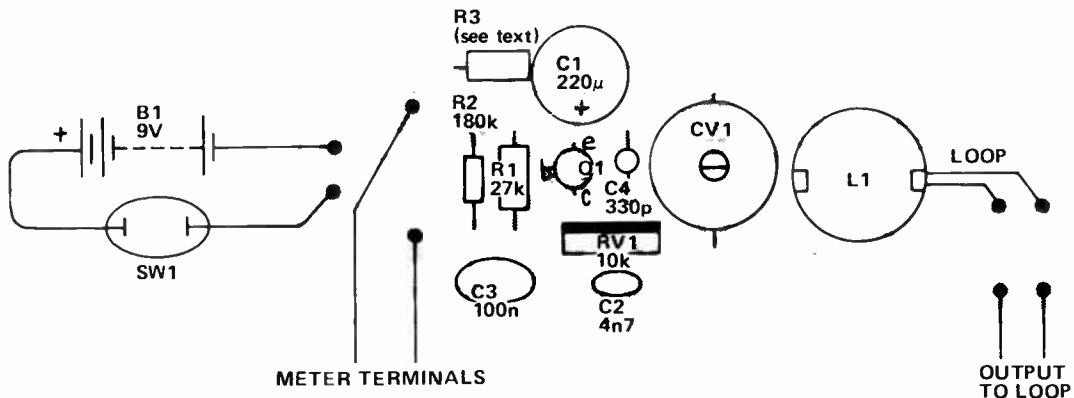 R3
(see text)
C1
220μ
+
B1
9V
+
R2
180k
CV1
e
b
Q1
c
R1
27k
C4
330p
LOOP
L1
SW1
RV1
10k
C3
100n
C2
4n7
METER TERMINALS
OUTPUT
TO LOOP